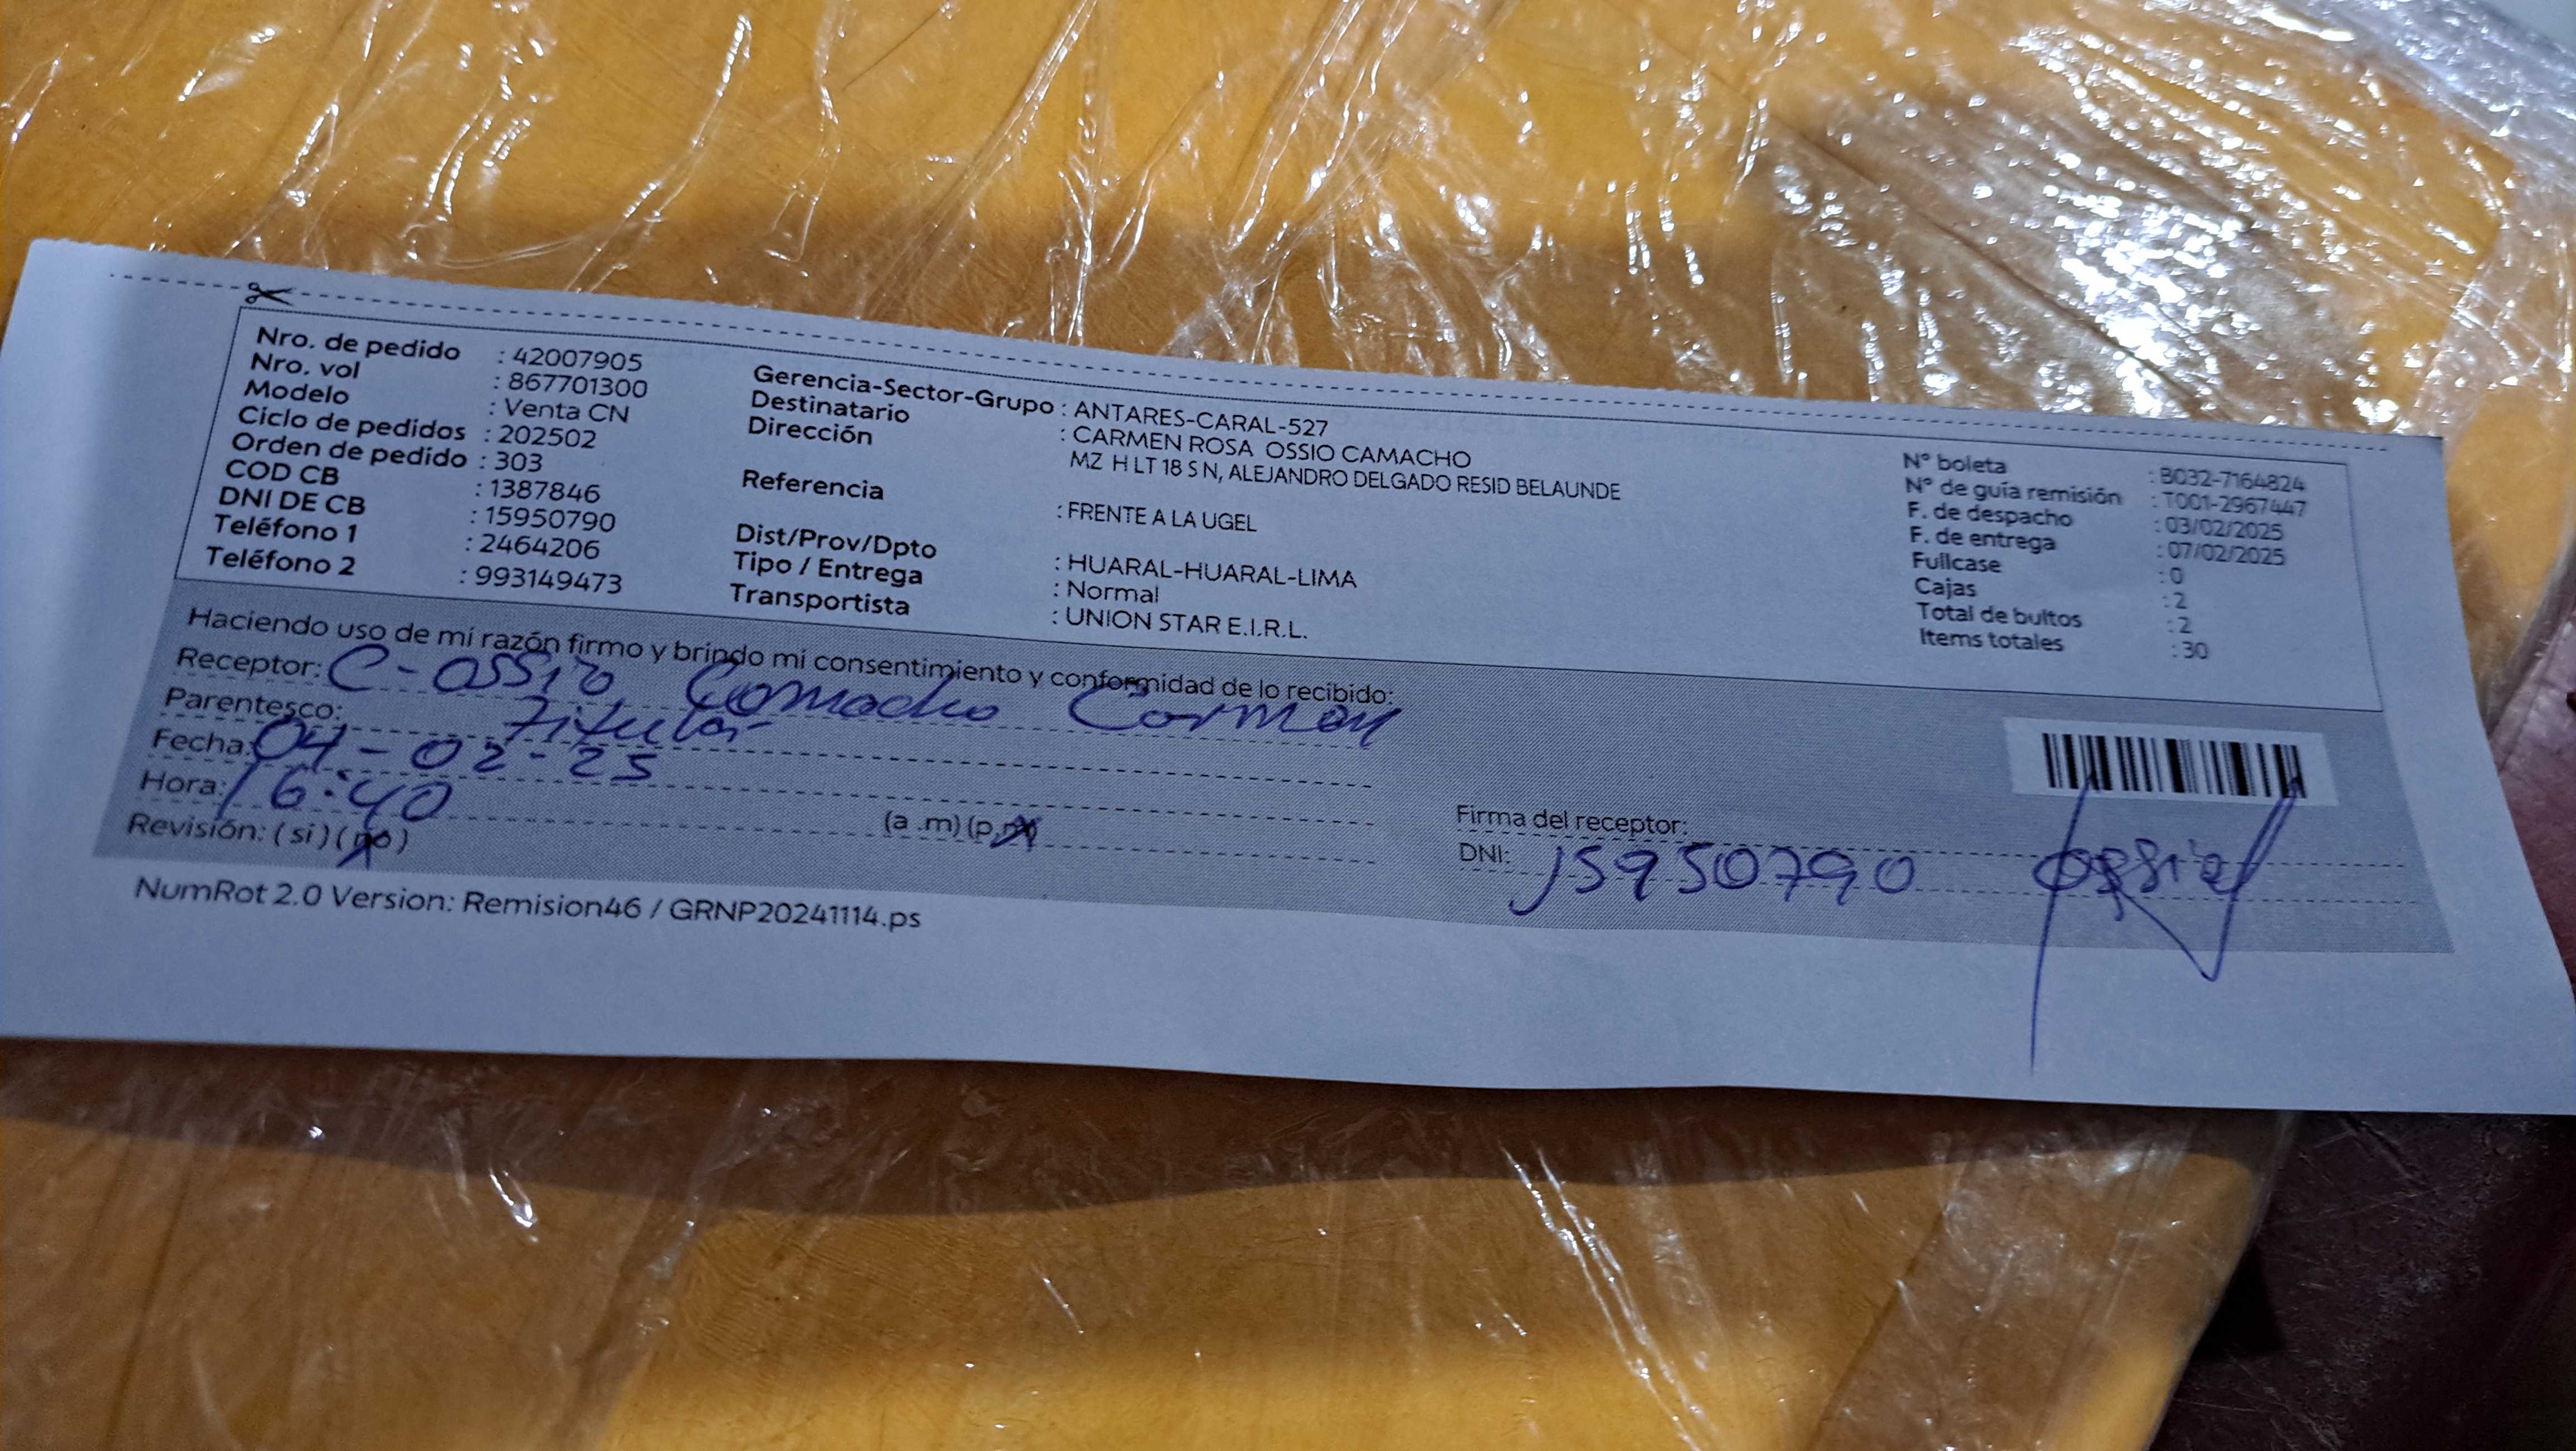 Nro. de pedido : 42007905
Nro. vol : 867701300
Modelo : Venta CN
Ciclo de pedidos : 202502
Orden de pedido : 303
COD CB : 1387846
DNI DE CB : 15950790
Teléfono 1 : 2464206
Teléfono 2 : 993149473
Gerencia-Sector-Grupo : ANTARES-CARAL-527
Destinatario : CARMEN ROSA OSSIO CAMACHO
Dirección MZ H LT 18 S N, ALEJANDRO DELGADO RESID BELAUNDE
Referencia : FRENTE A LA UGEL
Dist/Prov/Dpto : HUARAL-HUARAL-LIMA
Tipo / Entrega : Normal
Transportista : UNION STAR E.I.R.L.
N° boleta : B032-7164824
N° de guía remisión : T001-2967447
F. de despacho : 03/02/2025
F. de entrega : 07/02/2025
Fullcase : 0
Cajas : 2
Total de bultos : 2
Items totales : 30
Haciendo uso de mi razón firmo y brindo mi consentimiento y conformidad de lo recibido:
Receptor: C-Ossio Camacho Carmen
Parentesco: Titular
Fecha: 04-02-25
Hora: 16:40 (a .m) (p.m)
Revisión: ( si ) ( no )
Firma del receptor:
DNI: 15950790 Ossio
NumRot 2.0 Version: Remision46 / GRNP20241114.ps